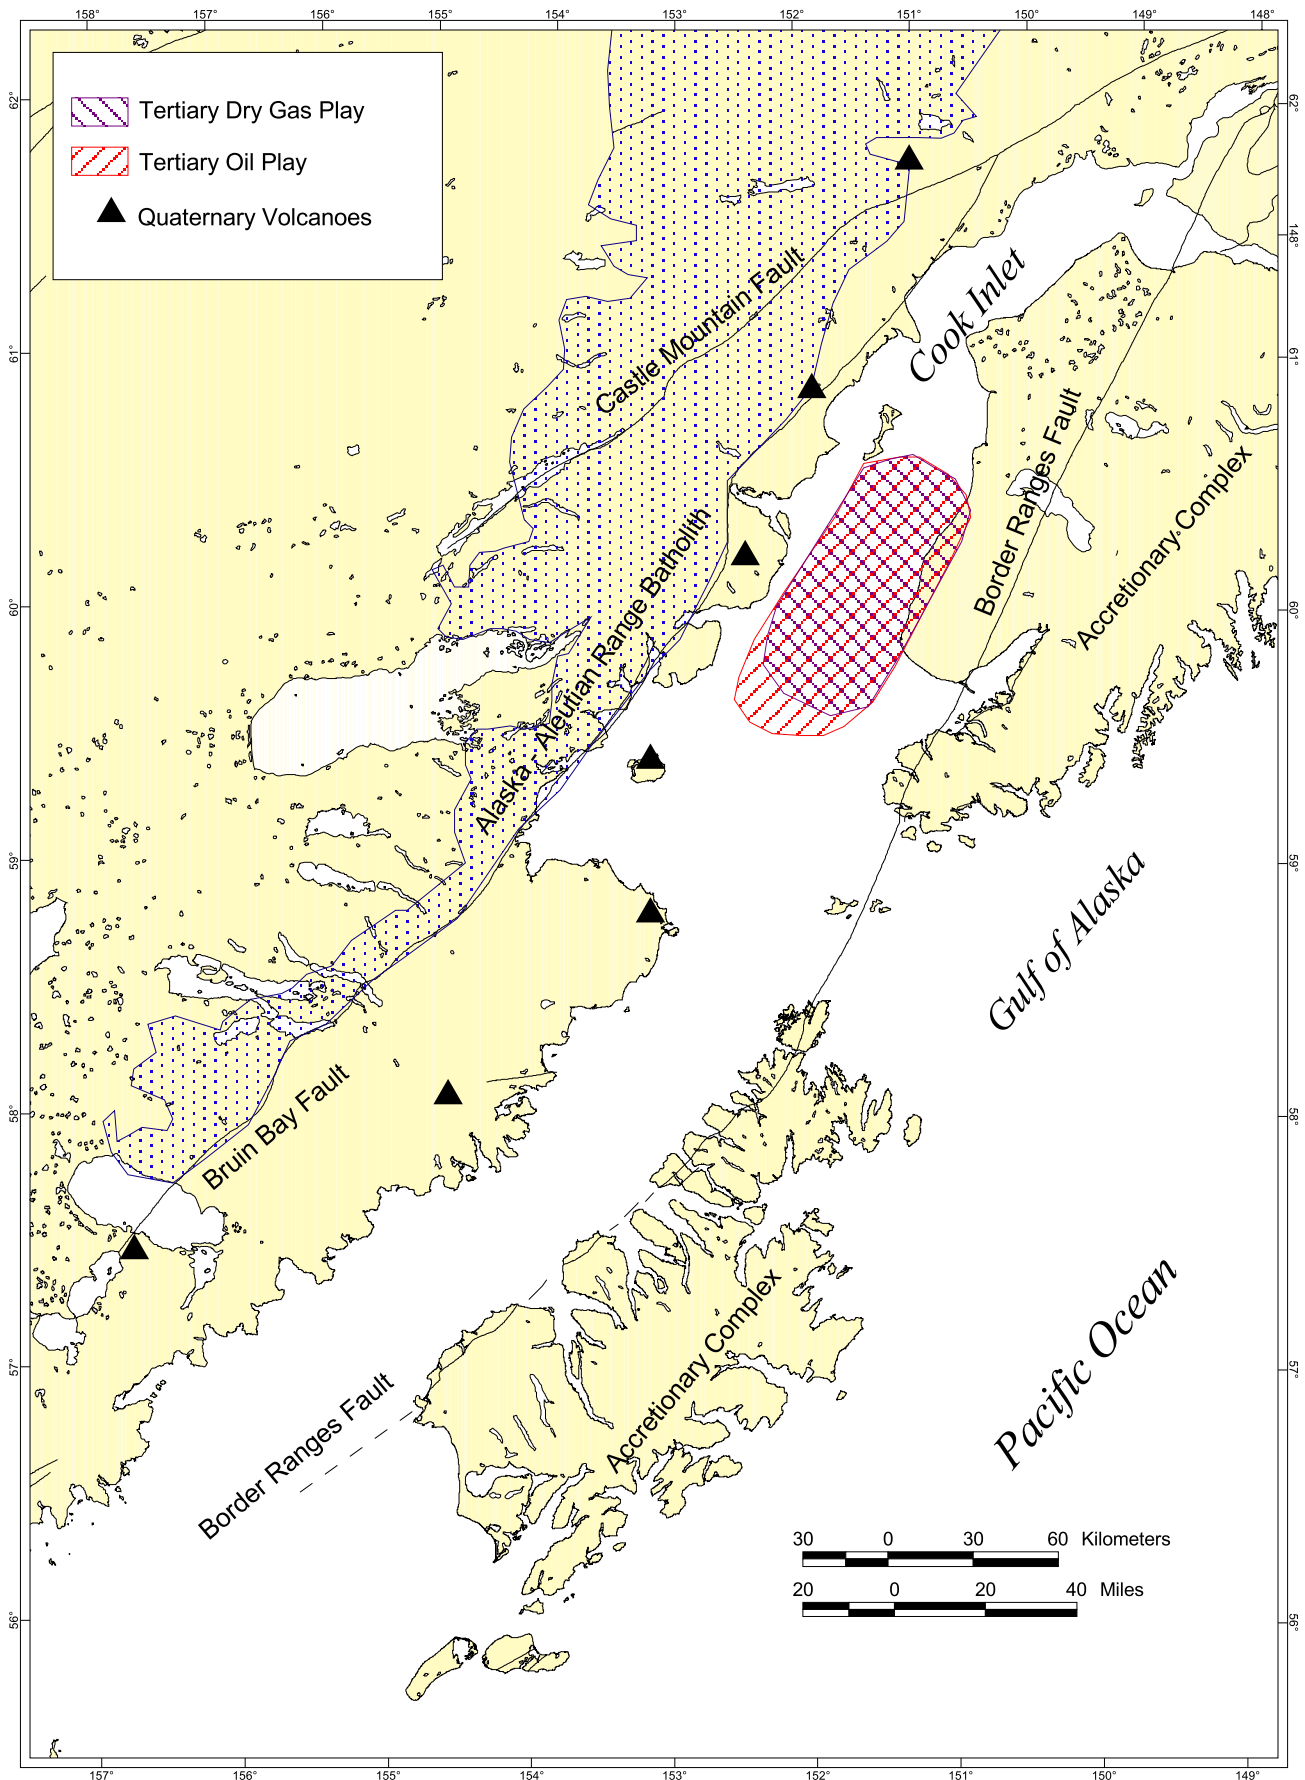 158° 157° 156° 155° 154° 153° 152° 151° 150° 149° 148°
Tertiary Dry Gas Play
Tertiary Oil Play
Quaternary Volcanoes
62° 62°
148°
Cook Inlet
Castle Mountain Fault
61° 61°
Border Ranges Fault
Accretionary Complex
Alaska - Aleutian Range Batholith
60° 60°
59° 59°
Gulf of Alaska
Bruin Bay Fault
58° 58°
Pacific Ocean
Accretionary Complex
57° 57°
Border Ranges Fault
30 0 30 60 Kilometers
20 0 20 40 Miles
56° 56°
157° 156° 155° 154° 153° 152° 151° 150° 149°